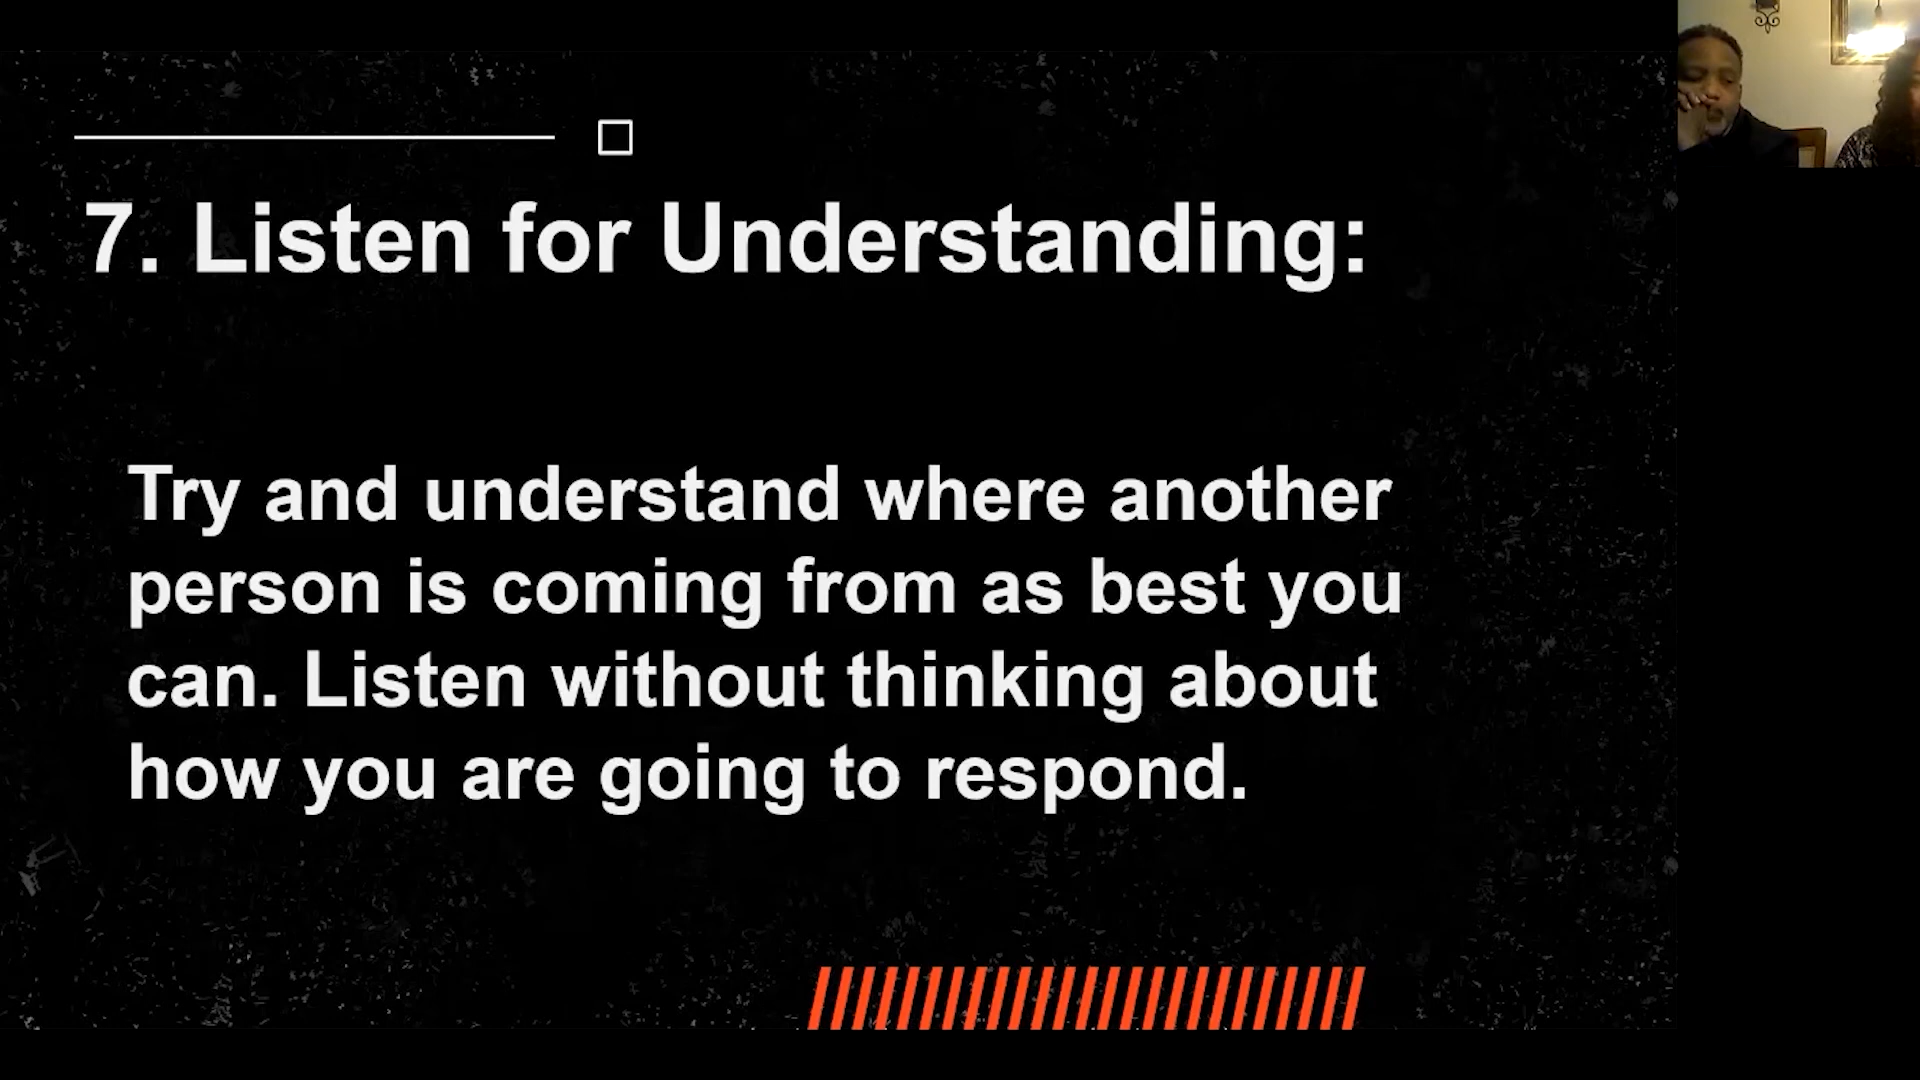 7. Listen for Understanding:
Try and understand where another
person is coming from as best you
can. Listen without thinking about
how you are going to respond.